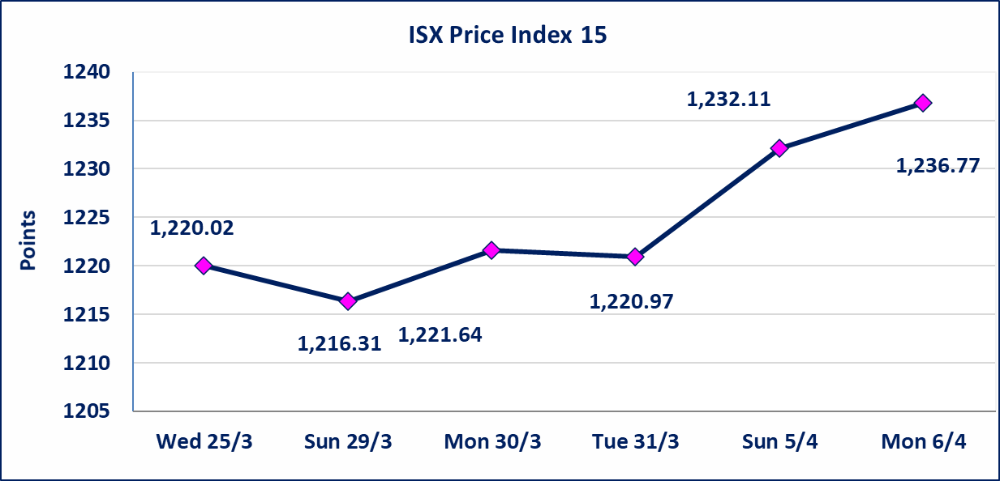 ISX Price Index 15
1240
1235
1230
1225
1220
1215
1210
1205
Points
1,220.02
1,216.31
1,221.64
1,220.97
1,232.11
1,236.77
Wed 25/3
Sun 29/3
Mon 30/3
Tue 31/3
Sun 5/4
Mon 6/4